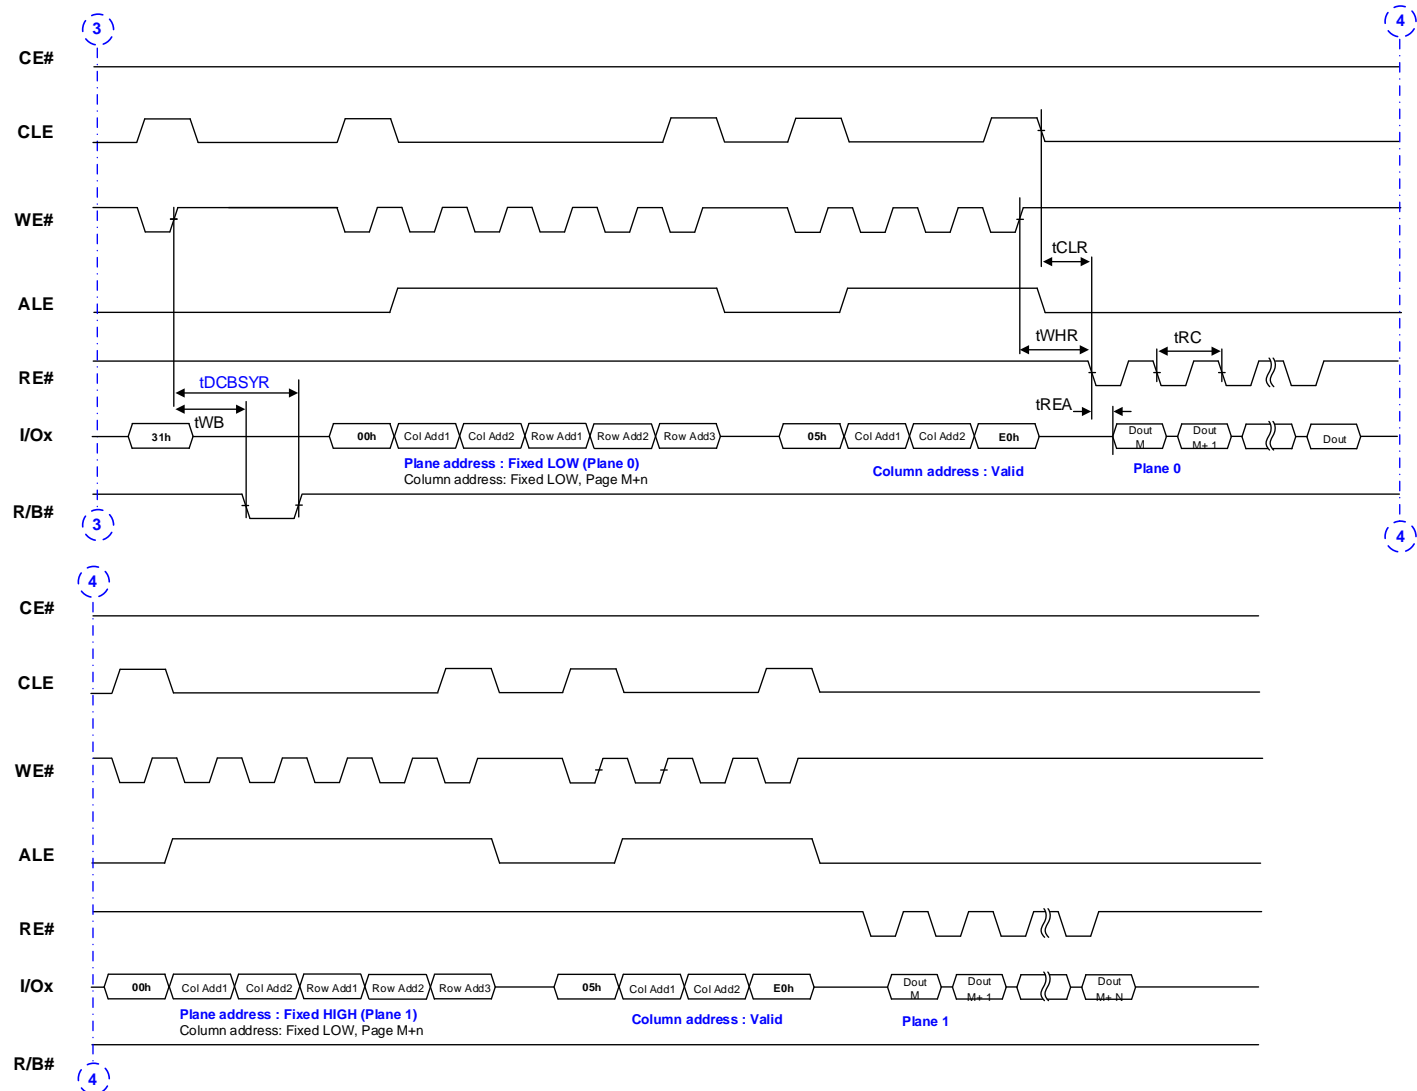 3
4
CE#
CLE
WE#
tCLR
ALE
tWHR
tRC
RE#
tDCBSYR
tREA
tWB
I/Ox
31h
00h
Col Add1
Col Add2
Row Add1
Row Add2
Row Add3
05h
Col Add1
Col Add2
E0h
Dout
M
Dout
M+ 1
Dout
Plane address : Fixed LOW (Plane 0)
Column address: Fixed LOW, Page M+n
Column address : Valid
Plane 0
R/B#
3
4
4
CE#
CLE
WE#
ALE
RE#
I/Ox
00h
Col Add1
Col Add2
Row Add1
Row Add2
Row Add3
05h
Col Add1
Col Add2
E0h
Dout
M
Dout
M+ 1
Dout
M+ N
Plane address : Fixed HIGH (Plane 1)
Column address: Fixed LOW, Page M+n
Column address : Valid
Plane 1
R/B#
4